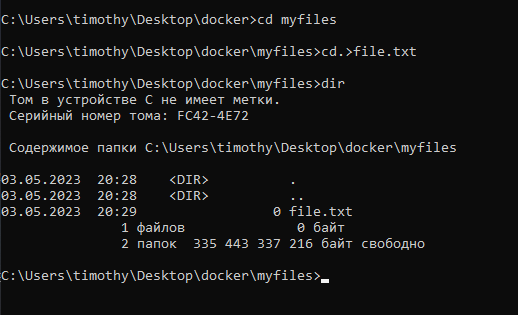 C:\Users\timothy\Desktop\docker>cd myfiles
C:\Users\timothy\Desktop\docker\myfiles>cd.>file.txt
C:\Users\timothy\Desktop\docker\myfiles>dir
Том в устройстве C не имеет метки.
Серийный номер тома: FC42-4E72
Содержимое папки C:\Users\timothy\Desktop\docker\myfiles
03.05.2023  20:28    <DIR>          .
03.05.2023  20:28    <DIR>          ..
03.05.2023  20:29                 0 file.txt
1 файлов              0 байт
2 папок  335 443 337 216 байт свободно
C:\Users\timothy\Desktop\docker\myfiles>